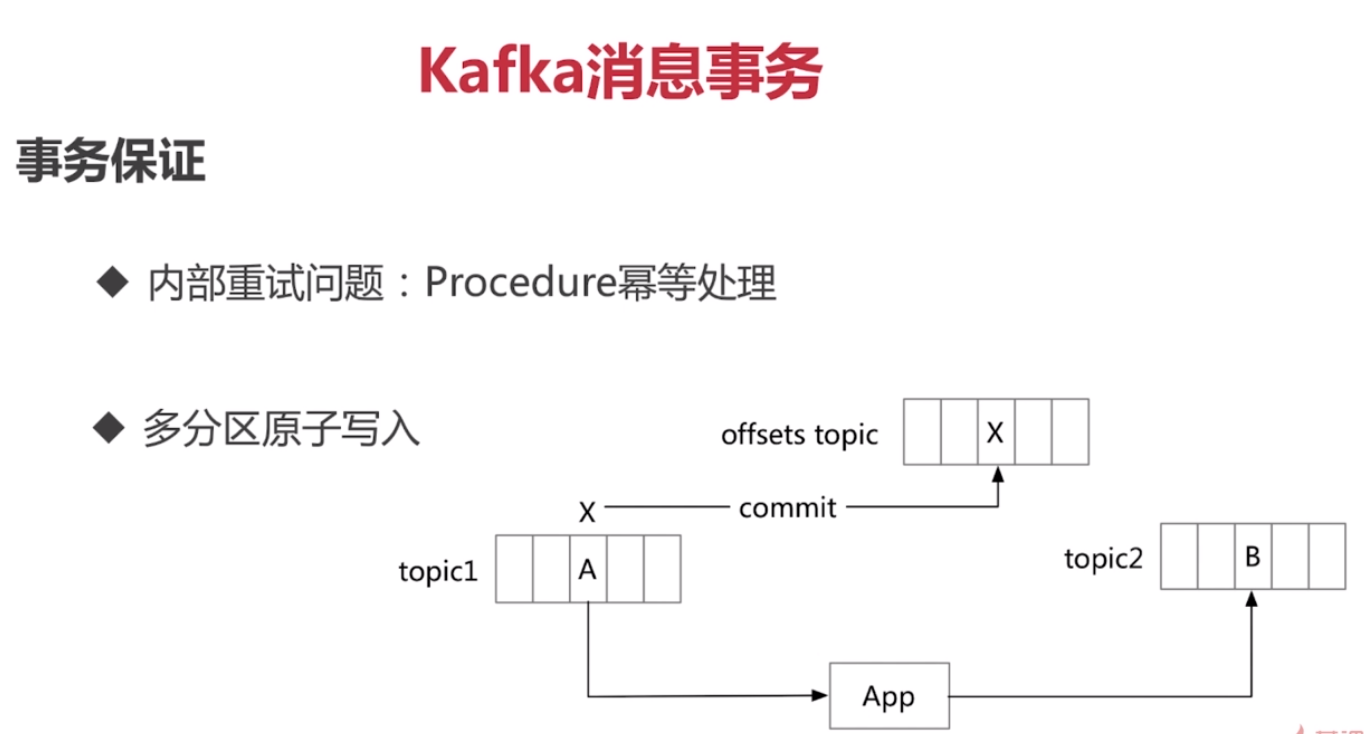 Kafka消息事务
事务保证
◆ 内部重试问题：Procedure幂等处理
◆ 多分区原子写入
offsets topic
X
X
commit
topic1
A
topic2
B
App